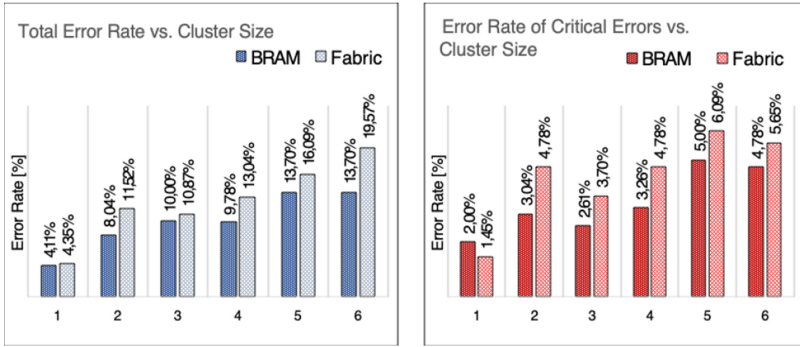 Total Error Rate vs. Cluster Size
BRAM Fabric
Error Rate [%]
4,11% 4,35% 8,04% 11,52% 10,00% 10,87% 9,78% 13,04% 13,70% 16,09% 13,70% 19,57%
1 2 3 4 5 6
Error Rate of Critical Errors vs.
Cluster Size
BRAM Fabric
Error Rate [%]
2,00% 1,45% 3,04% 4,78% 2,61% 3,70% 3,26% 4,78% 5,00% 6,09% 4,78% 5,65%
1 2 3 4 5 6